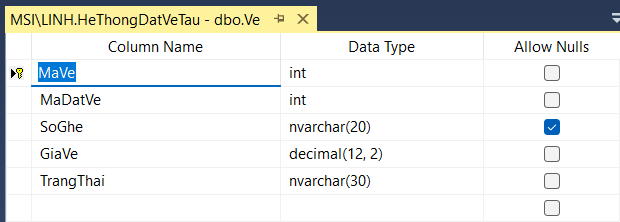 MSI\LINH.HeThongDatVeTau - dbo.Ve
Column Name Data Type Allow Nulls
MaVe int
MaDatVe int
SoGhe nvarchar(20)
GiaVe decimal(12, 2)
TrangThai nvarchar(30)